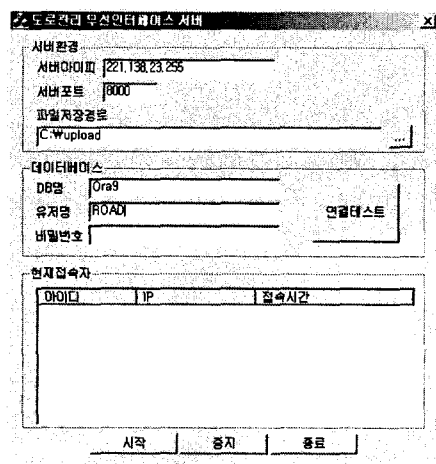 도로관리 무선인터페이스 서버
서버환경
서버아이피 221,138,23,255
서버포트 8000
파일저장경로
C:\upload ...
데이터베이스
DB명 Ora9
유저명 ROAD
연결테스트
비밀번호
현재접속자
아이디 IP 접속시간
시작 중지 종료